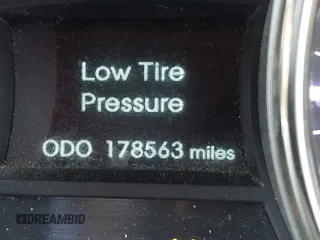 Low Tire
Pressure
ODO 178563 miles
DREAMBID